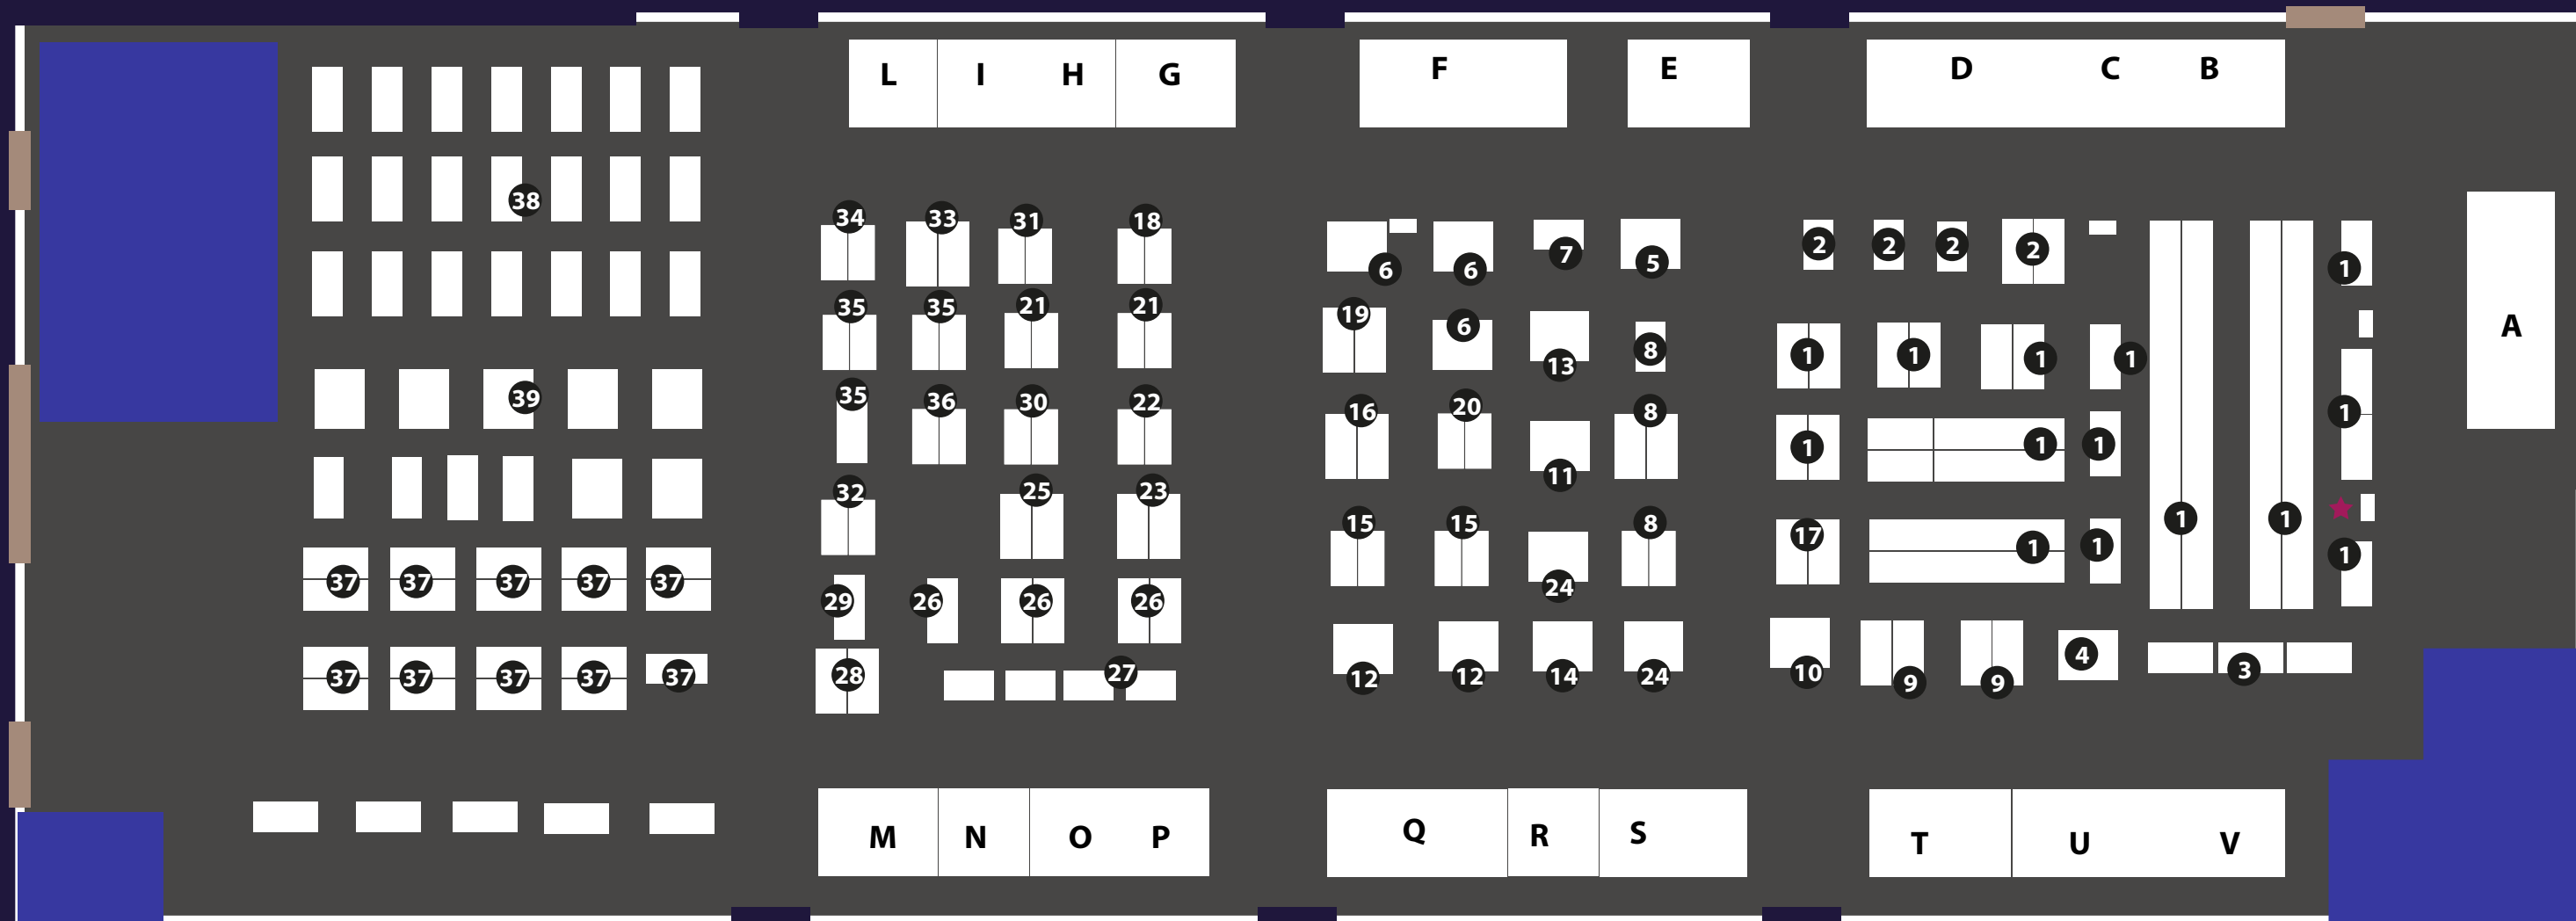 L I H G F E D C B
A
34 33 31 18 6 6 7 5 2 2 2 2 1
35 35 21 21 19 6 13 8 1 1 1 1
38
39
35 36 30 22 16 20 11 8 1 1 1 1
32 25 23 15 15 24 8 17 1 1 1 1 1
37 37 37 37 37 29 26 26 26
37 37 37 37 37 28 27 12 12 14 24 10 9 9 4 3
M N O P Q R S T U V